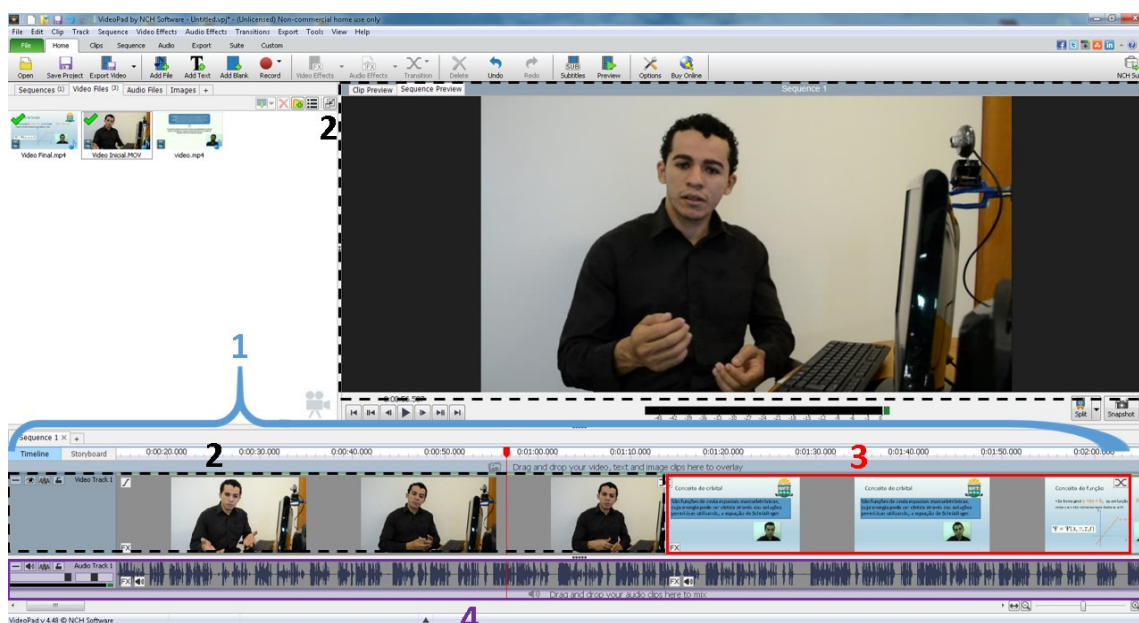 VideoPad by NCH Software - Untitled.vpj* - (Unlicensed) Non-commercial home use only
File Edit Clip Track Sequence Video Effects Audio Effects Transitions Export Tools View Help
File Home Clips Sequence Audio Export Suite Custom
Open Save Project Export Video Add File Add Text Add Blank Record Video Effects Audio Effects Transition Delete Undo Redo Subtitles Preview Options Buy Online
Sequences (1) Video Files (3) Audio Files Images +
Clip Preview Sequence Preview Sequence 1
2
Video Final.mp4 Video Inicial.MOV video.mp4
1
Split Snapshot
Sequence 1 × +
Timeline Storyboard 0:00:20.000 0:00:30.000 0:00:40.000 0:00:50.000 0:01:00.000 0:01:10.000 0:01:20.000 0:01:30.000 0:01:40.000 0:01:50.000 0:02:00.000
2
3
Drag and drop your video, text and image clips here to overlay
Video Track 1
Conceito de orbital
Conceito de orbital
Conceito de função
FX
FX
Audio Track 1
FX
FX
Drag and drop your audio clips here to mix
4
VideoPad v 4.48 © NCH Software